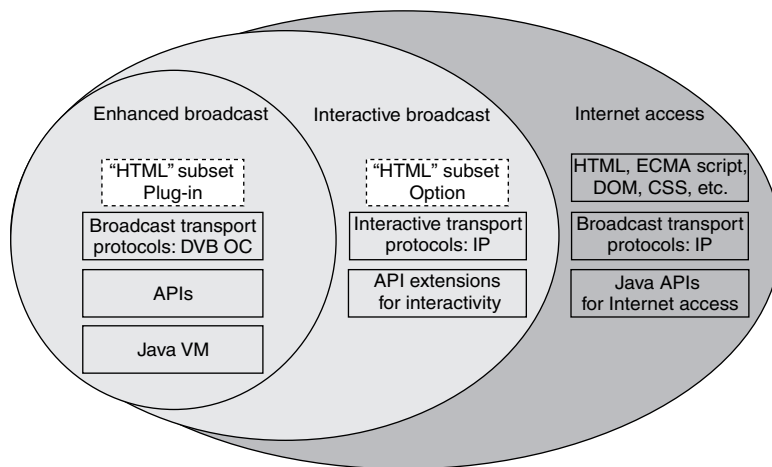 Enhanced broadcast
“HTML” subset
Plug-in
Broadcast transport
protocols: DVB OC
APIs
Java VM
Interactive broadcast
“HTML” subset
Option
Interactive transport
protocols: IP
API extensions
for interactivity
Internet access
HTML, ECMA script,
DOM, CSS, etc.
Broadcast transport
protocols: IP
Java APIs
for Internet access